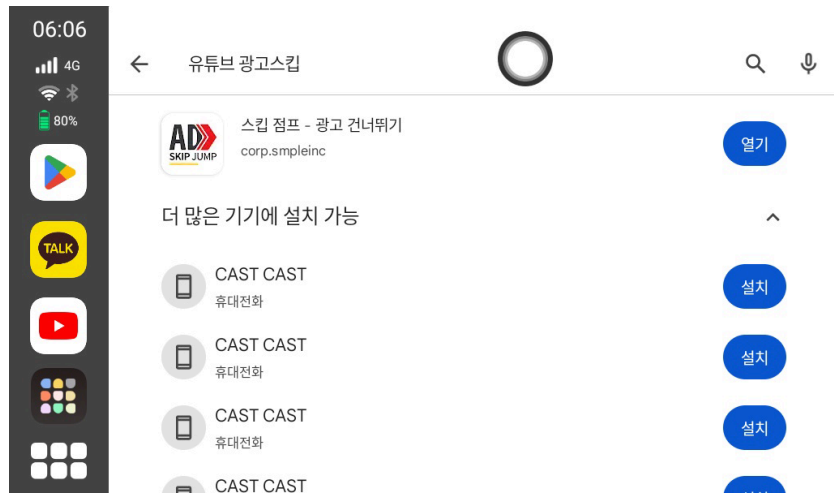 06:06
4G
80%
TALK
유튜브 광고스킵
AD
SKIP JUMP
스킵 점프 - 광고 건너뛰기
corp.smpleinc
열기
더 많은 기기에 설치 가능
CAST CAST
휴대전화
설치
CAST CAST
휴대전화
설치
CAST CAST
휴대전화
설치
CAST CAST